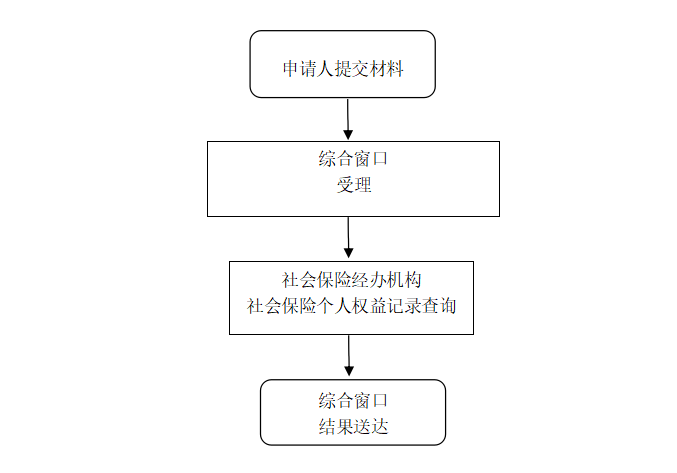 申请人提交材料
综合窗口
受理
社会保险经办机构
社会保险个人权益记录查询
综合窗口
结果送达